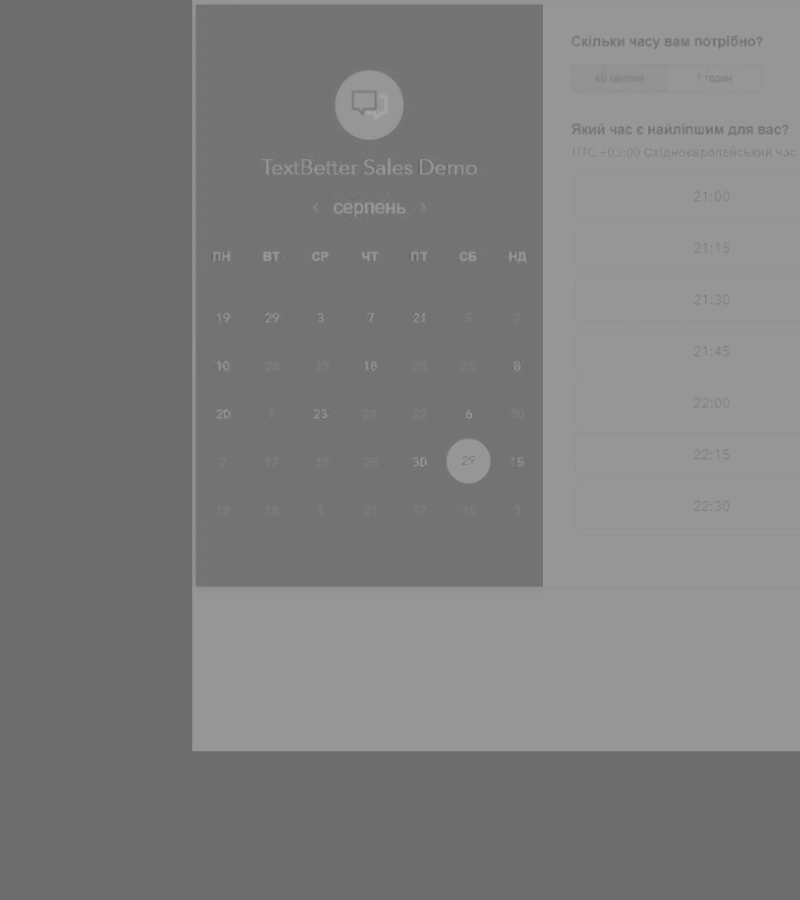 TextBetter Sales Demo
‹ серпень ›
ПН ВТ СР ЧТ ПТ СБ НД
19 29 3 7 21 5 2
10 20 13 18 28 25 8
20 1 23 24 22 6 30
2 17 13 25 30 29 15
18 18 1 21 12 15 3
Скільки часу вам потрібно?
40 хвилин 1 годин
Який час є найліпшим для вас?
UTC +03:00 Східноєвропейський час
21:00
21:15
21:30
21:45
22:00
22:15
22:30